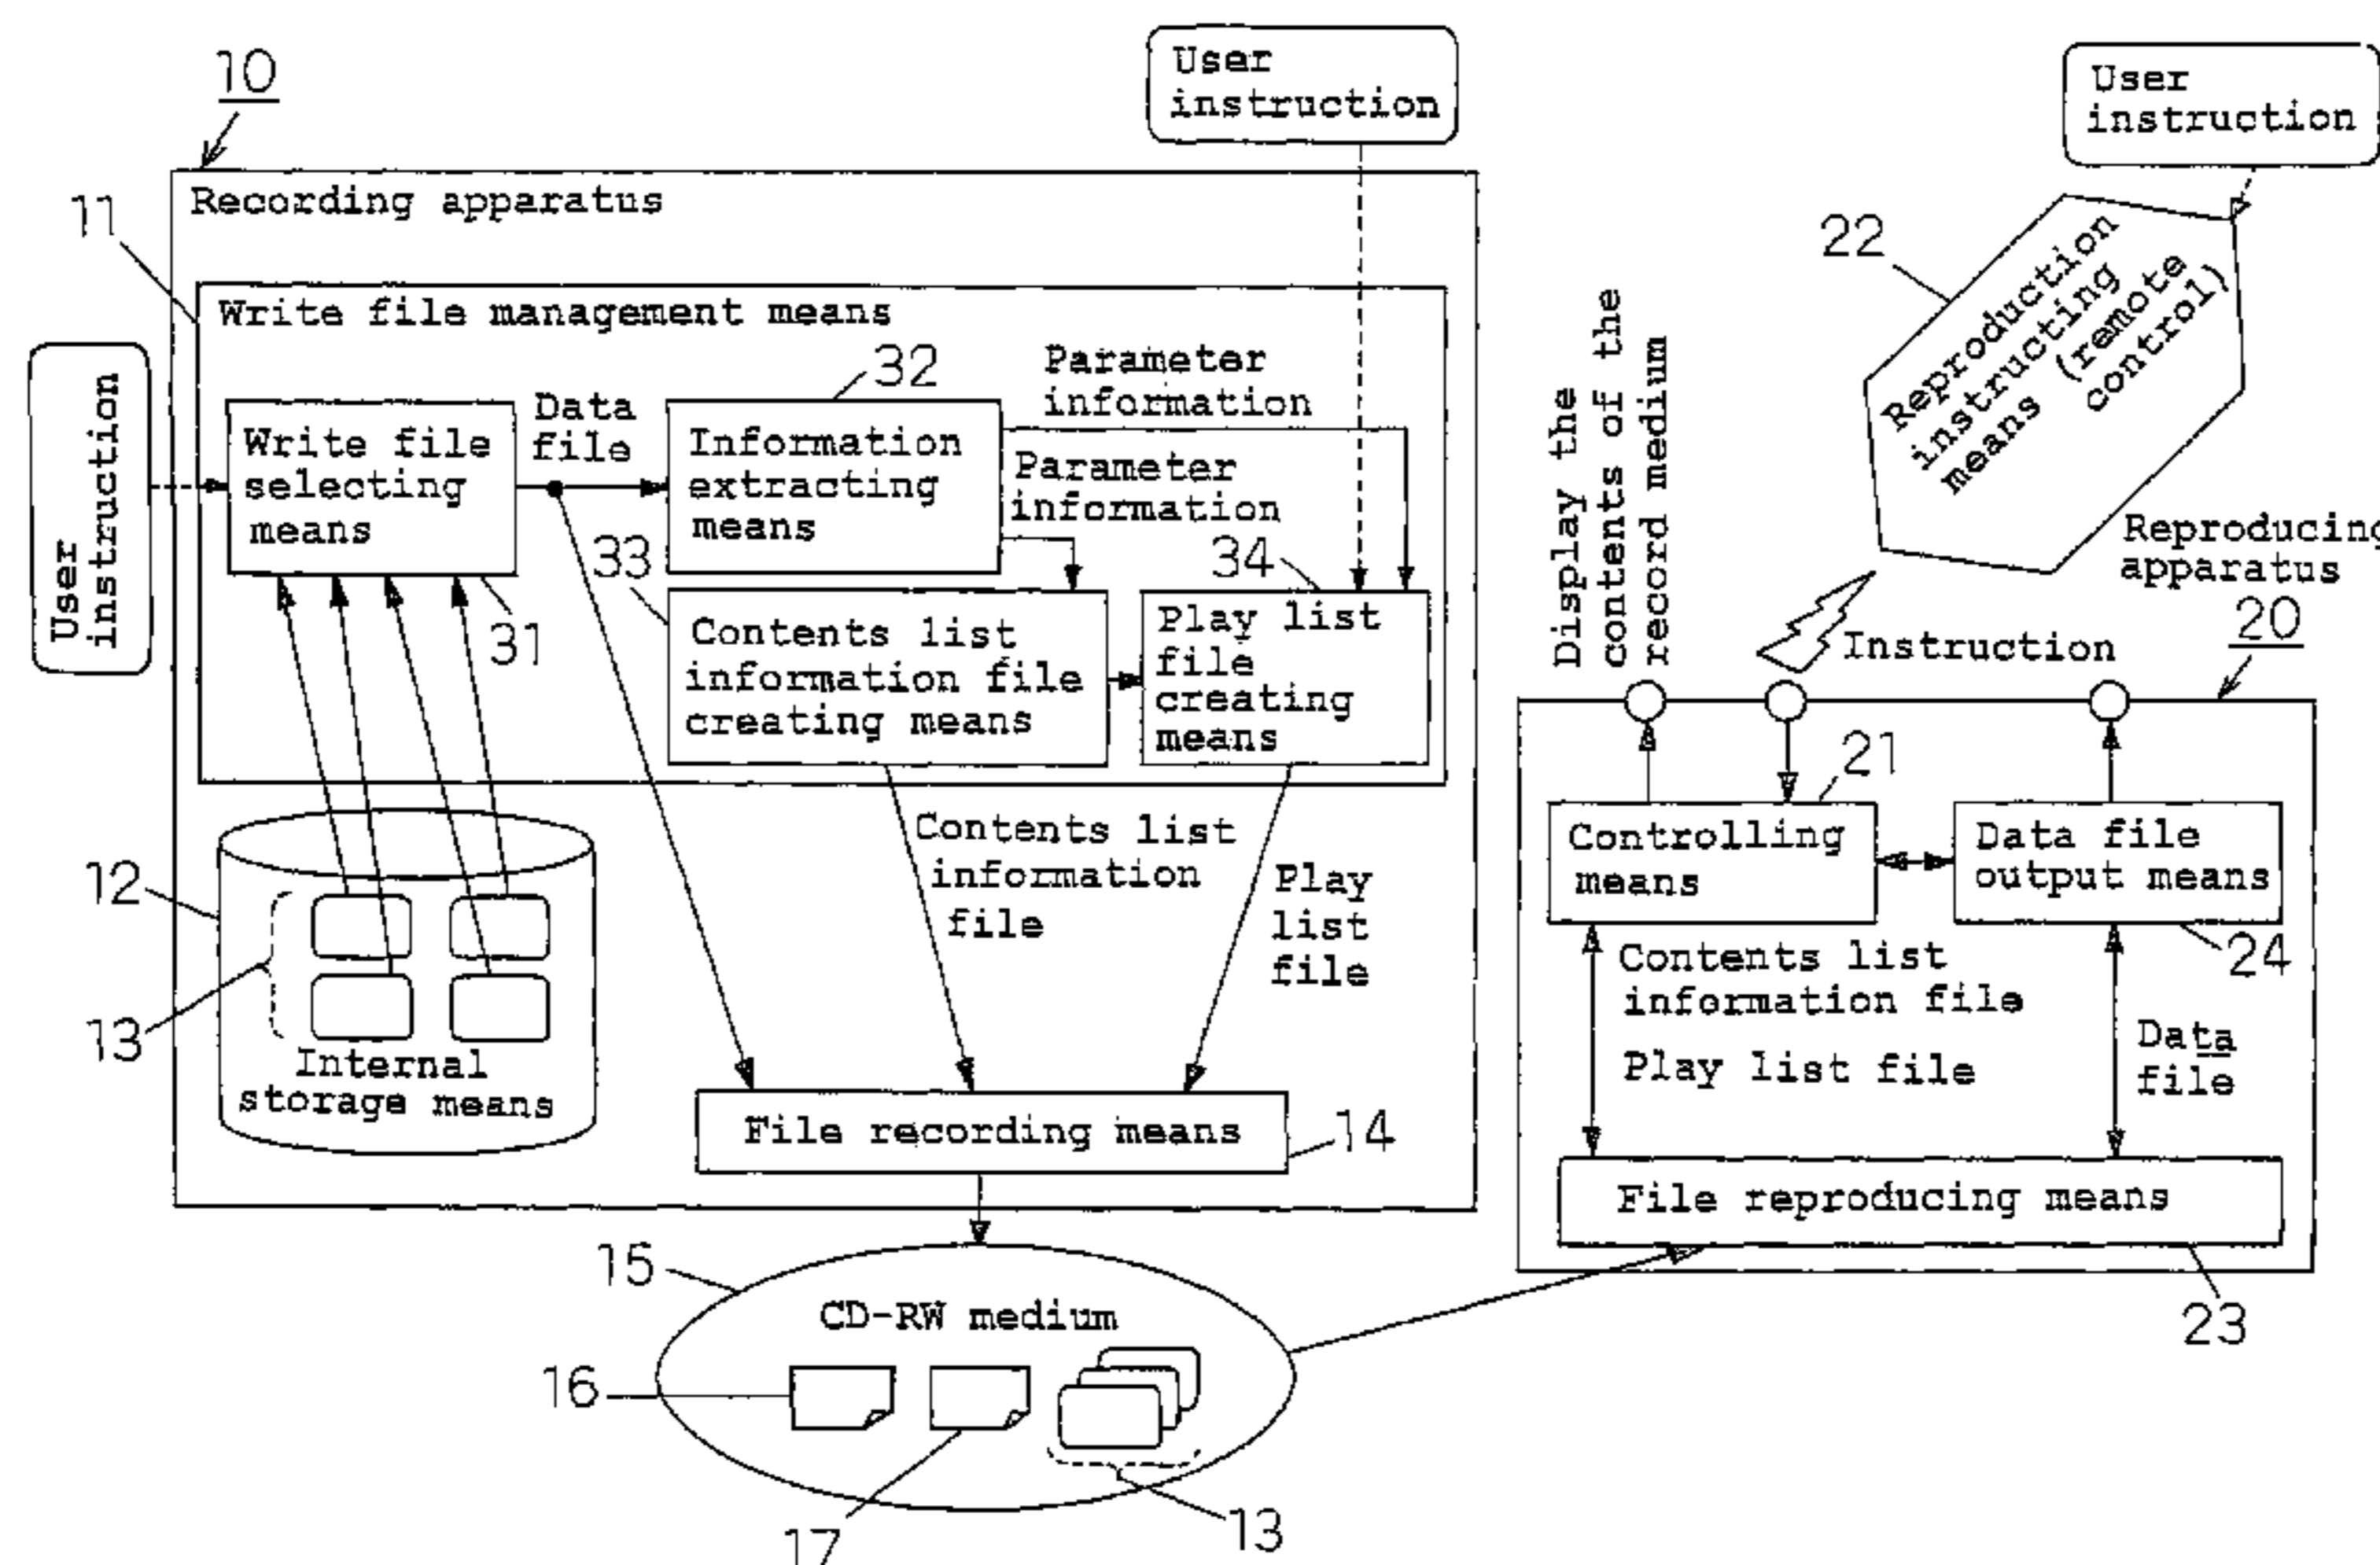 10
User
instruction
User
instruction
Recording apparatus
11
22
Reproduction
instructing
means (remote
control)
Write file management means
32
Parameter
information
Display the
contents of the
record medium
User
instruction
Write file
selecting
means
Data
file
Information
extracting
means
Parameter
information
33
34
31
Reproducing
apparatus
20
Instruction
Contents list
information file
creating means
Play list
file
creating
means
21
Controlling
means
Data file
output means
24
12
13
Internal
storage means
Contents list
information
file
Play
list
file
Contents list
information file
Play list file
Data
file
File recording means
14
File reproducing means
23
15
CD-RW medium
16
17
13